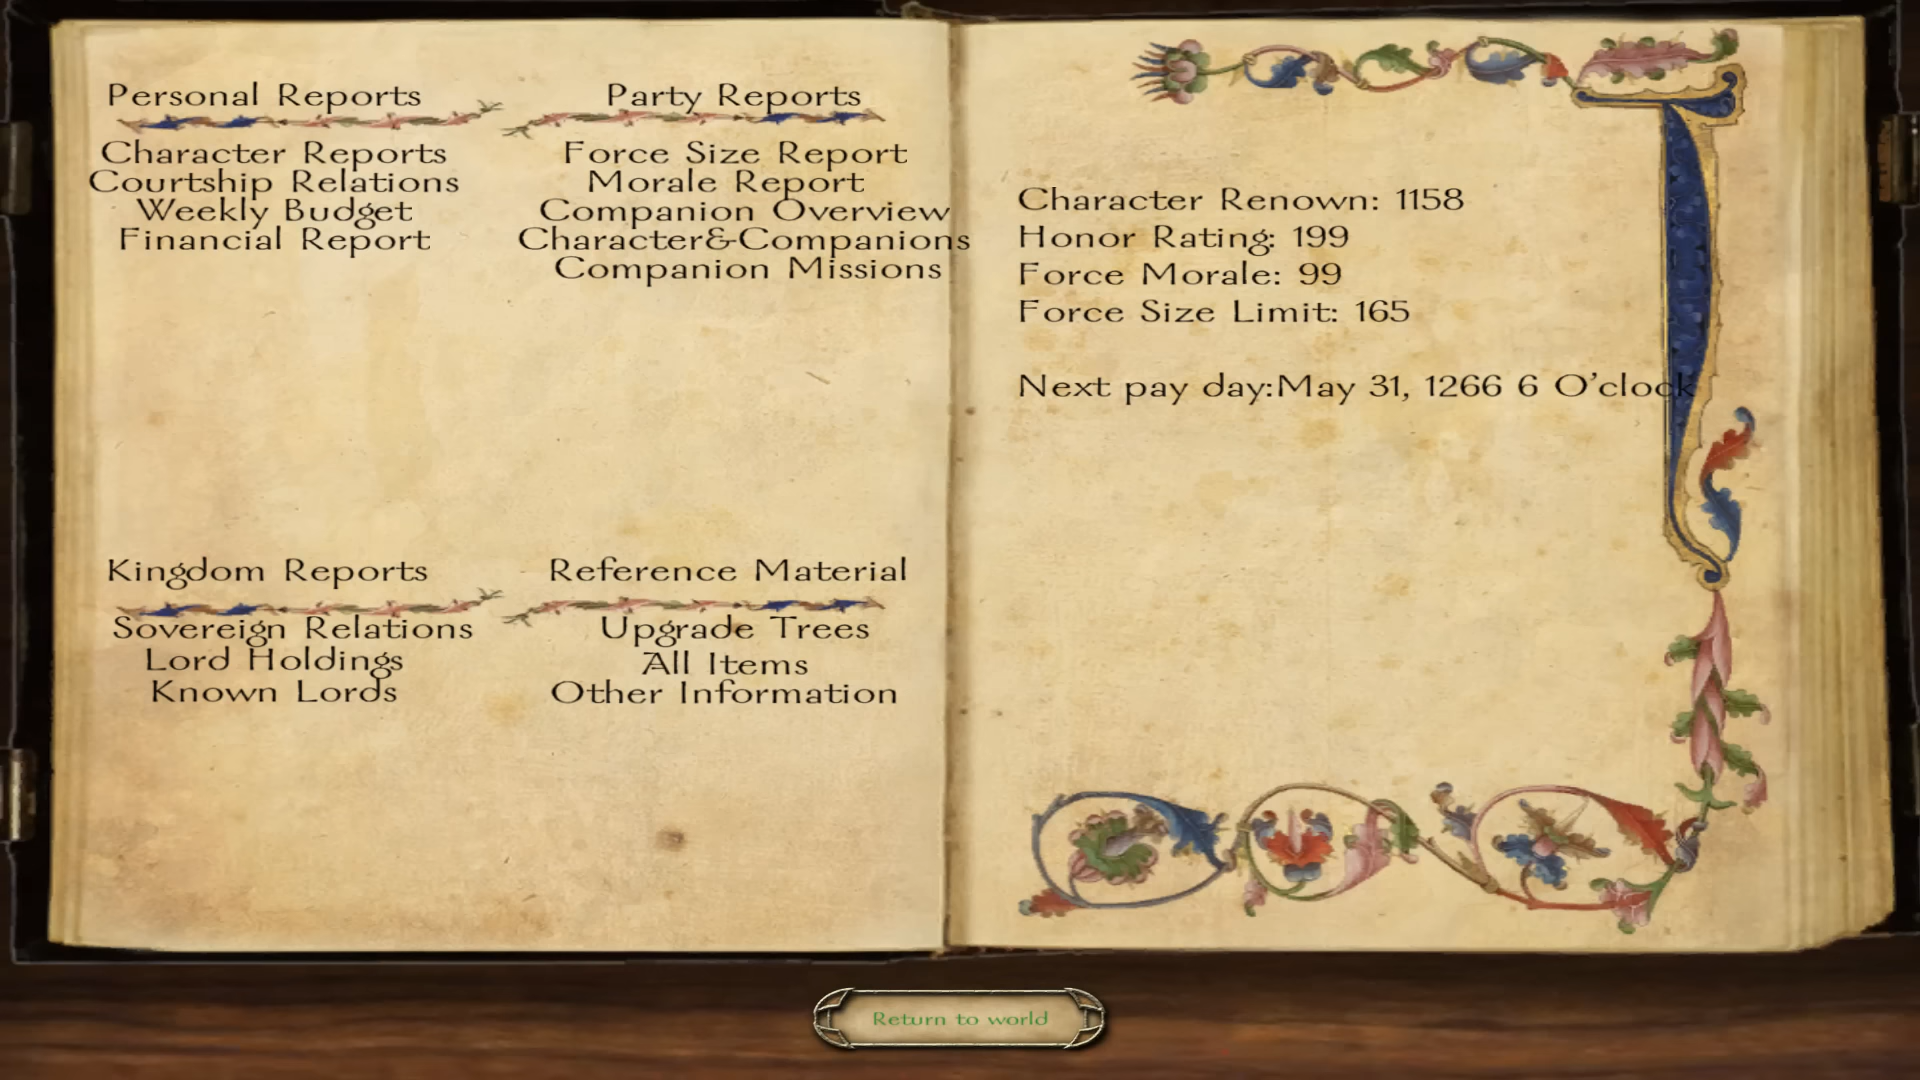 Personal Reports
Character Reports
Courtship Relations
Weekly Budget
Financial Report
Party Reports
Force Size Report
Morale Report
Companion Overview
Character&Companions
Companion Missions
Kingdom Reports
Sovereign Relations
Lord Holdings
Known Lords
Reference Material
Upgrade Trees
All Items
Other Information
Character Renown: 1158
Honor Rating: 199
Force Morale: 99
Force Size Limit: 165
Next pay day:May 31, 1266 6 O'clock
Return to world